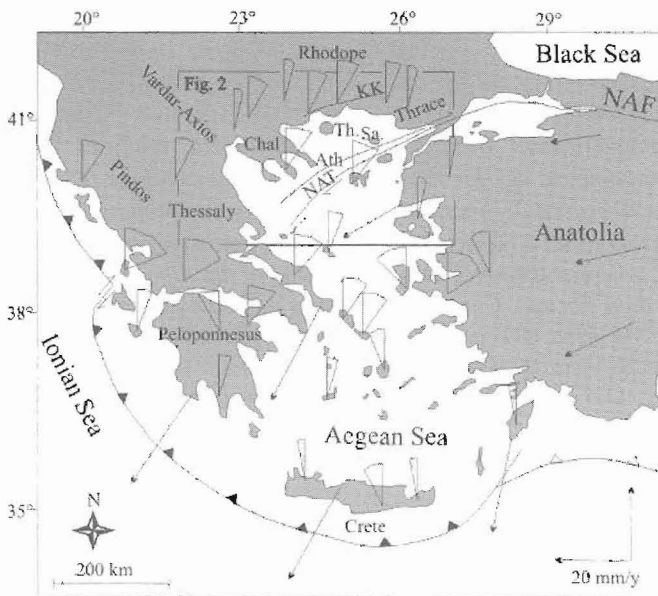 20° 23° 26° 29°
Rhodope
Black Sea
Fig. 2
Vardar-Axios
KK
NAF
Thrace
41°
Th. Sa.
Chal
Ath
NAT
Pindos
Thessaly
Anatolia
38°
Peloponnesus
Ionian Sea
Aegean Sea
35°
N
Crete
200 km
20 mm/y